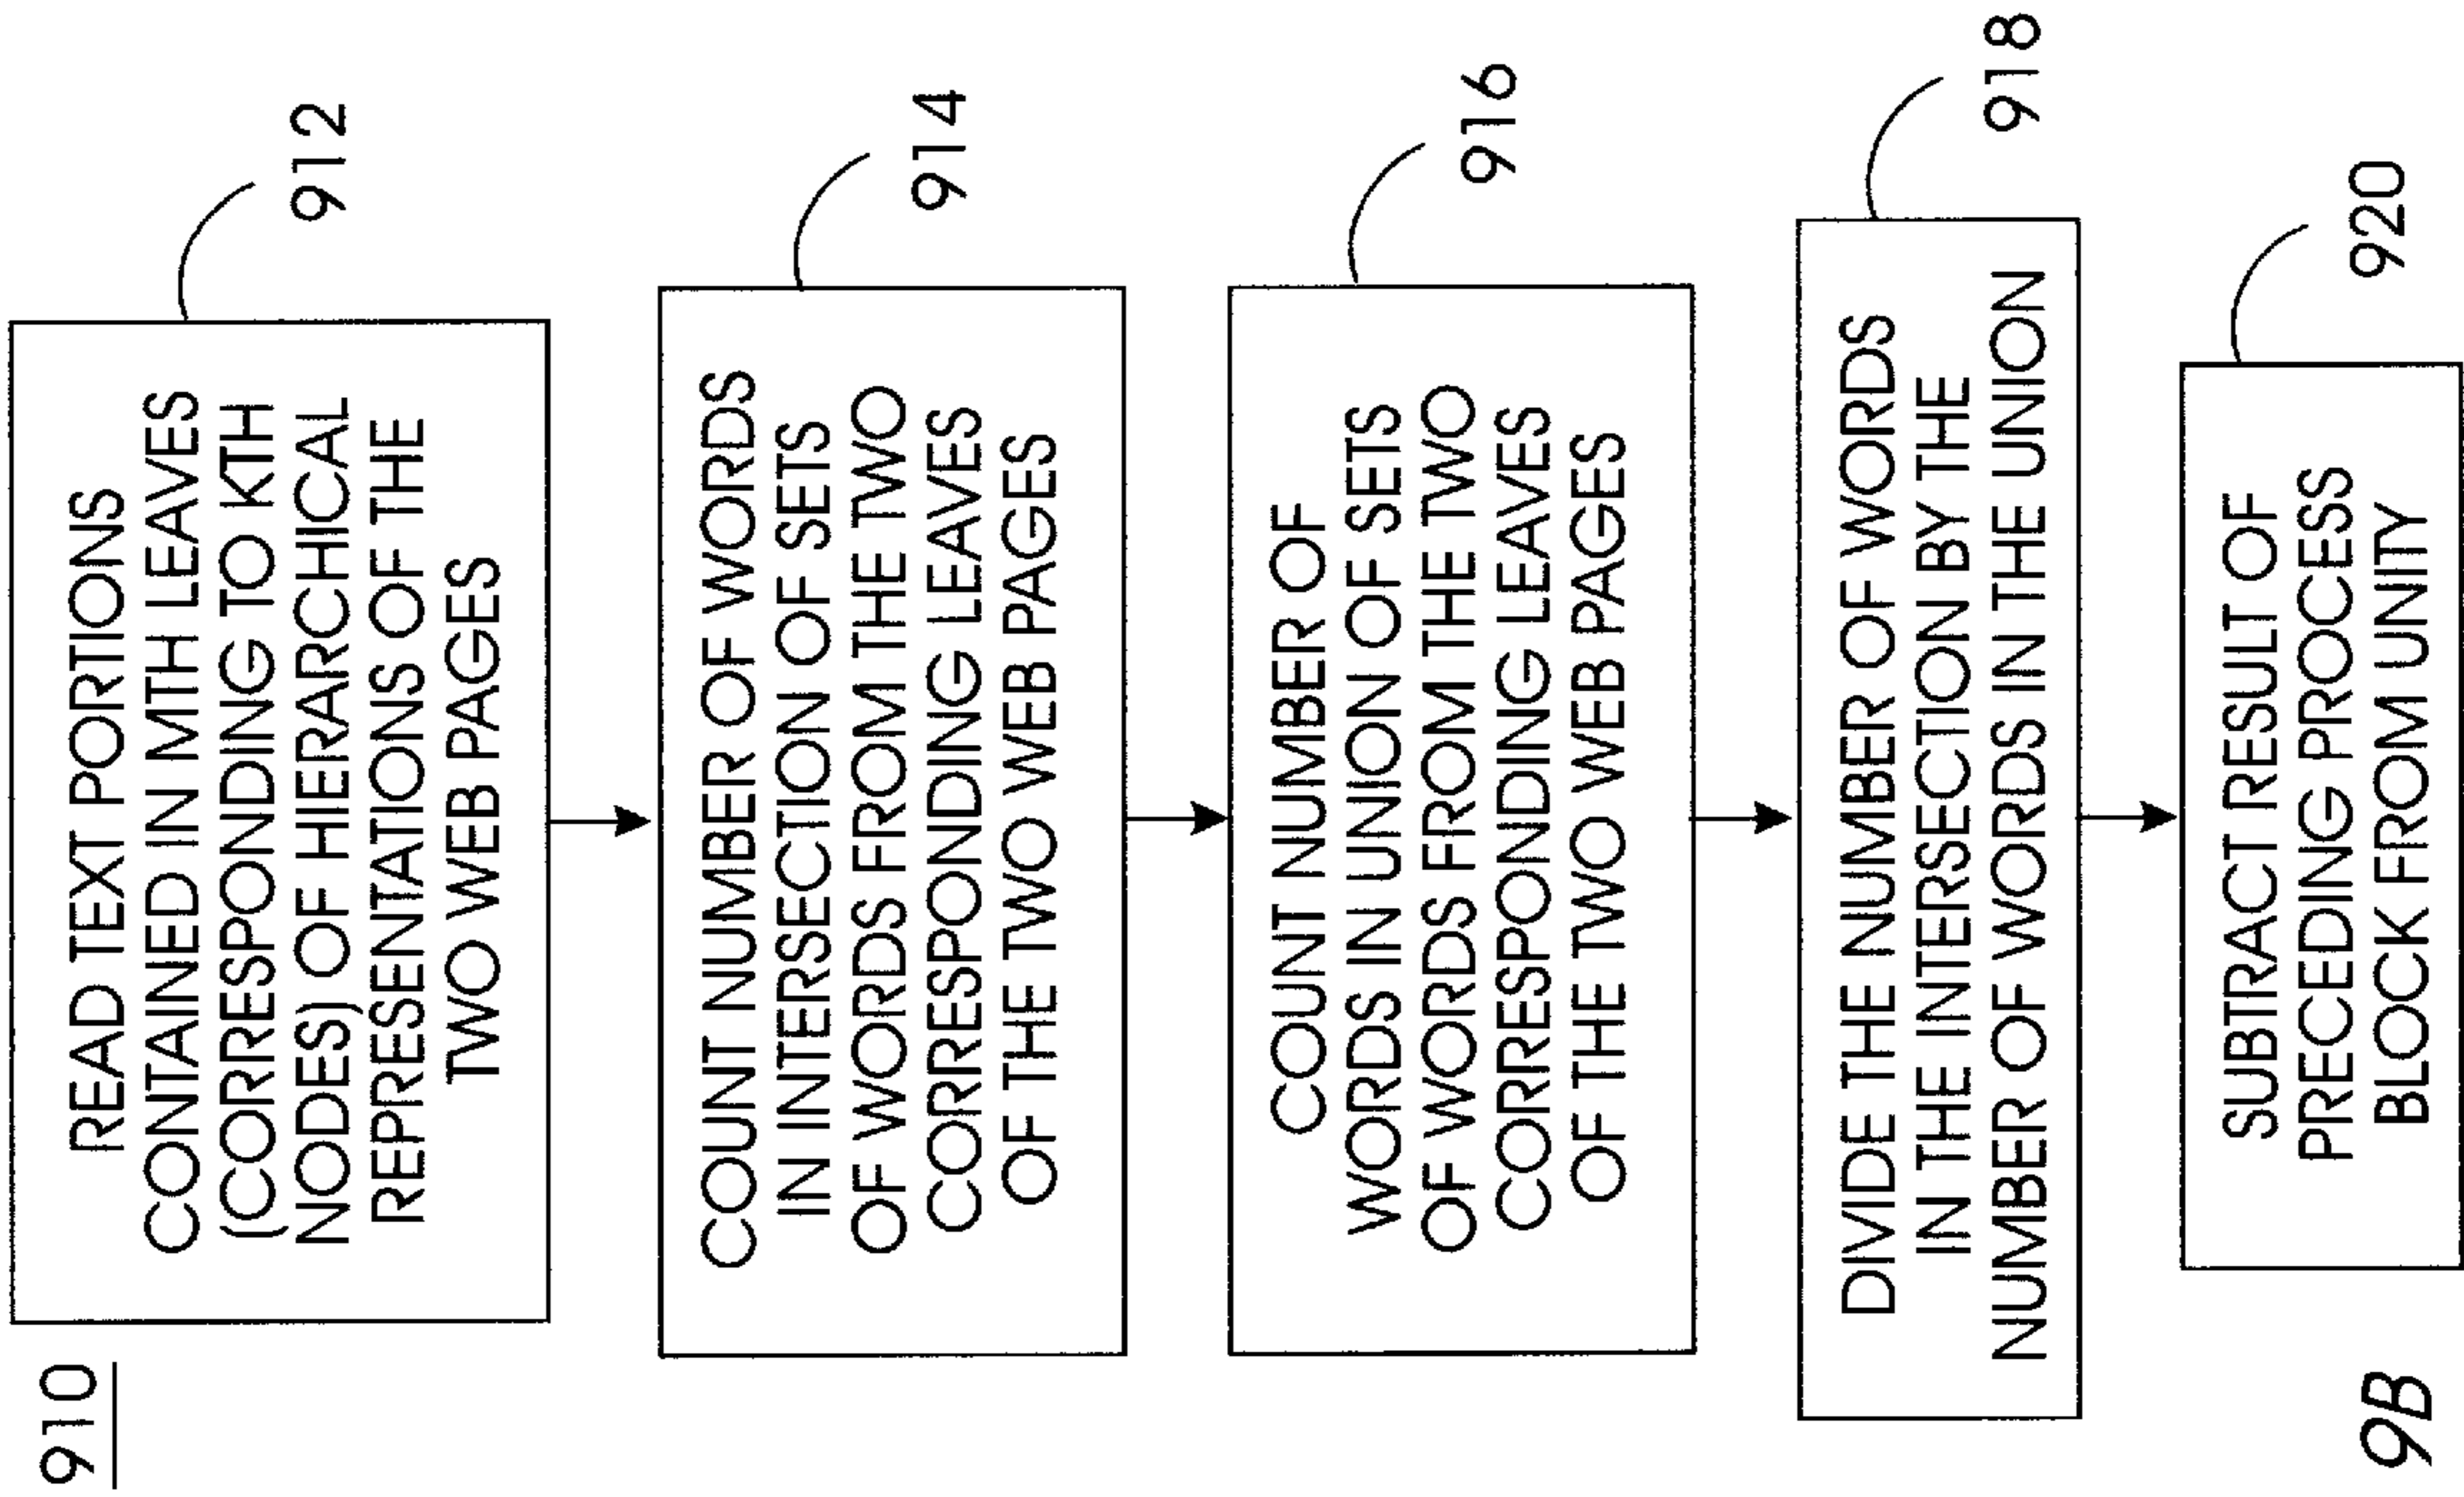 910
READ TEXT PORTIONS
CONTAINED IN MTH LEAVES
(CORRESPONDING TO KTH
NODES) OF HIERARCHICAL
REPRESENTATIONS OF THE
TWO WEB PAGES
912
COUNT NUMBER OF WORDS
IN INTERSECTION OF SETS
OF WORDS FROM THE TWO
CORRESPONDING LEAVES
OF THE TWO WEB PAGES
914
COUNT NUMBER OF
WORDS IN UNION OF SETS
OF WORDS FROM THE TWO
CORRESPONDING LEAVES
OF THE TWO WEB PAGES
916
DIVIDE THE NUMBER OF WORDS
IN THE INTERSECTION BY THE
NUMBER OF WORDS IN THE UNION
918
SUBTRACT RESULT OF
PRECEDING PROCESS
BLOCK FROM UNITY
920
9B